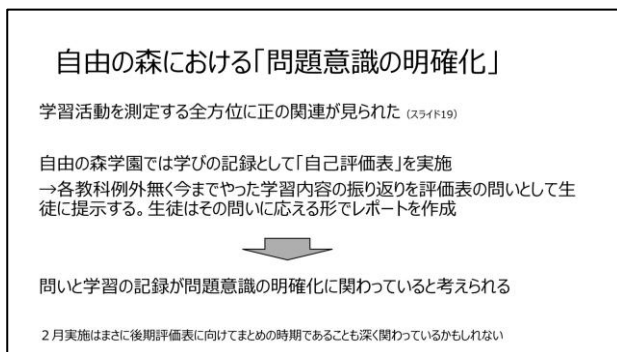 自由の森における「問題意識の明確化」
学習活動を測定する全方位に正の関連が見られた (スライド19)
自由の森学園では学びの記録として「自己評価表」を実施
→各教科例外無く今までやった学習内容の振り返りを評価表の問いとして生
徒に提示する。生徒はその問いに応える形でレポートを作成
問いと学習の記録が問題意識の明確化に関わっていると考えられる
２月実施はまさに後期評価表に向けてまとめの時期であることも深く関わっているかもしれない